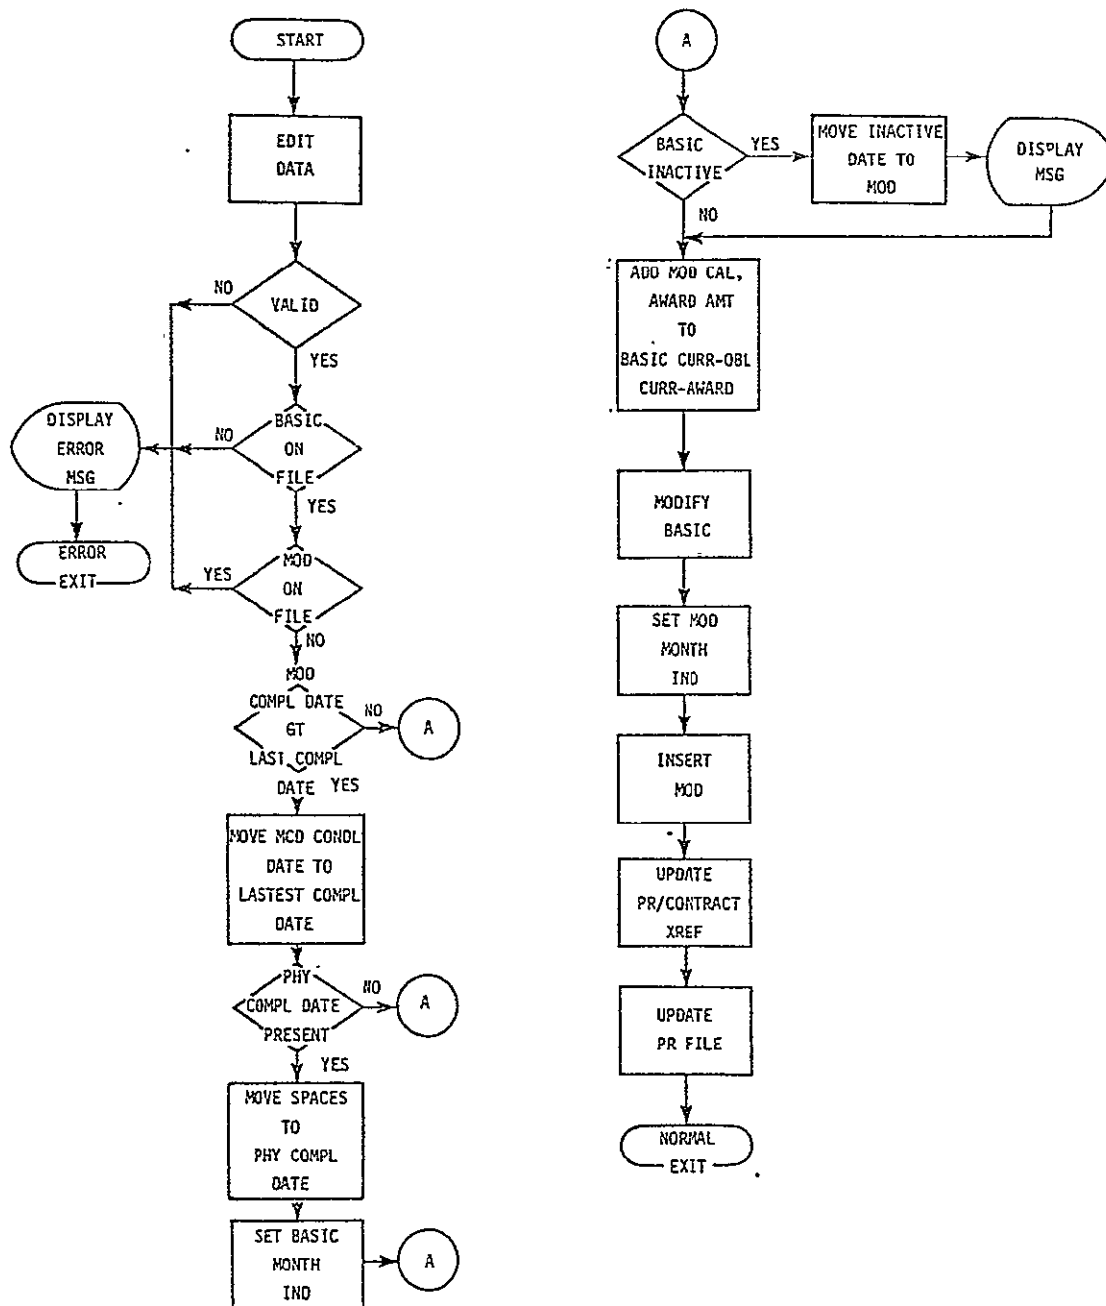 START
EDIT
DATA
VALID
NO
YES
BASIC
ON
FILE
NO
YES
DISPLAY
ERROR
MSG
ERROR
EXIT
MOD
ON
FILE
YES
NO
MOD
COMPL DATE
GT
LAST COMPL
DATE
NO
A
YES
MOVE MCD CONDL
DATE TO
LASTEST COMPL
DATE
PHY
COMPL DATE
PRESENT
NO
A
YES
MOVE SPACES
TO
PHY COMPL
DATE
SET BASIC
MONTH
IND
A
A
BASIC
INACTIVE
YES
MOVE INACTIVE
DATE TO
MOD
DISPLAY
MSG
NO
ADD MOD CAL,
AWARD AMT
TO
BASIC CURR-OBL
CURR-AWARD
MODIFY
BASIC
SET MOD
MONTH
IND
INSERT
MOD
UPDATE
PR/CONTRACT
XREF
UPDATE
PR FILE
NORMAL
EXIT